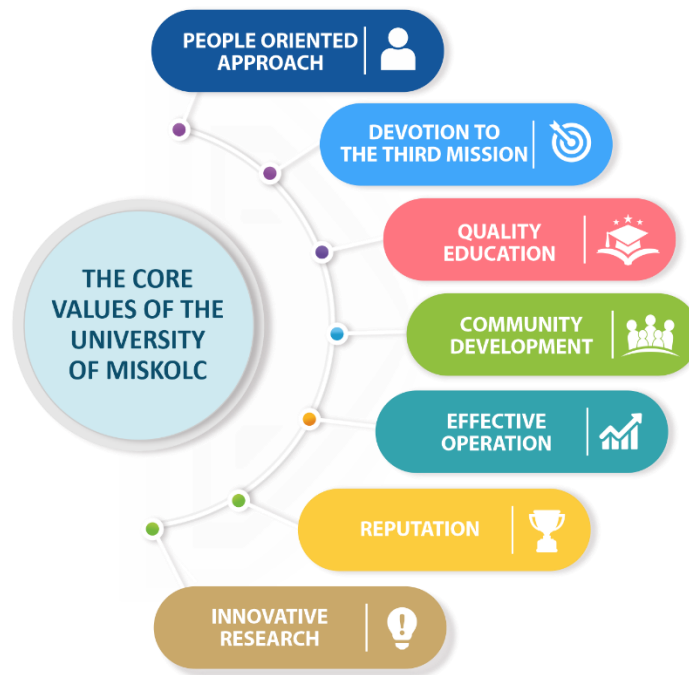 PEOPLE ORIENTED
APPROACH
DEVOTION TO
THE THIRD MISSION
QUALITY
EDUCATION
THE CORE
VALUES OF THE
UNIVERSITY
OF MISKOLC
COMMUNITY
DEVELOPMENT
EFFECTIVE
OPERATION
REPUTATION
INNOVATIVE
RESEARCH